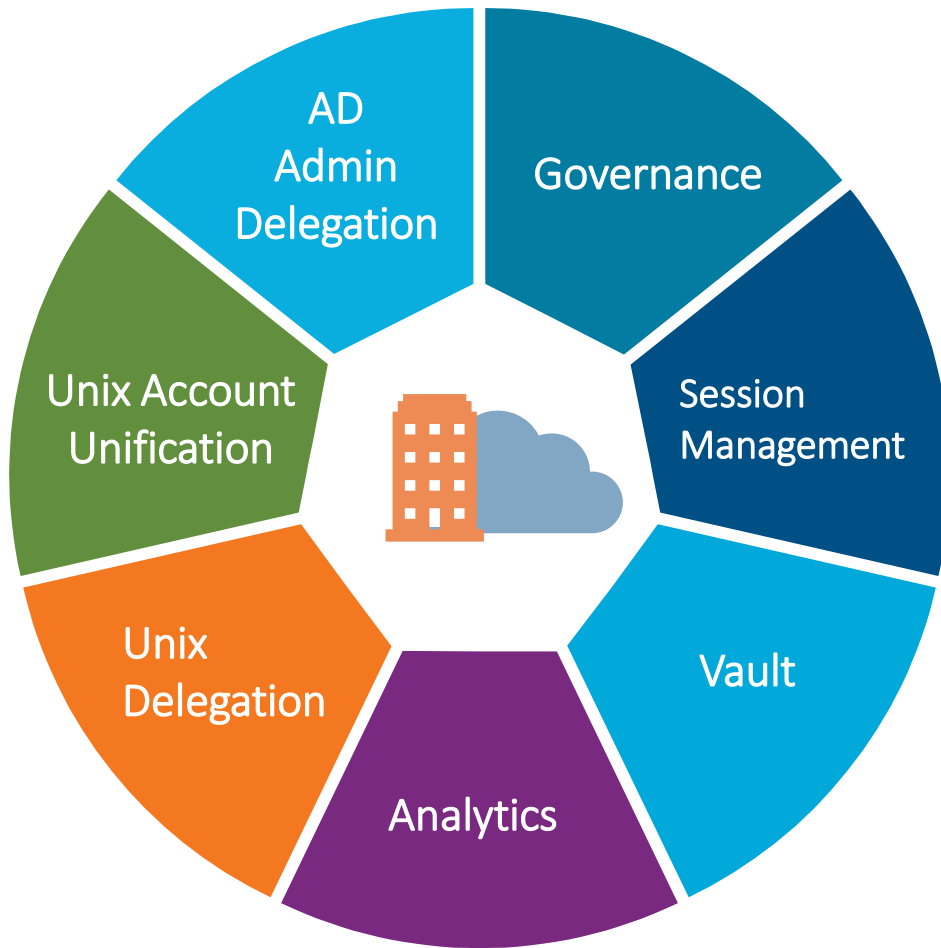 AD
Admin
Delegation
Governance
Session
Management
Vault
Analytics
Unix
Delegation
Unix Account
Unification